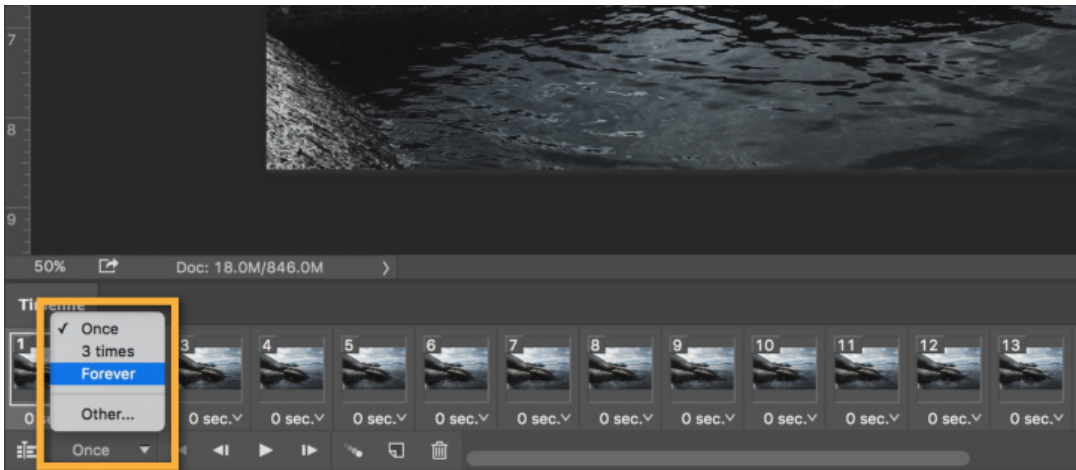 7
8
9
50%
Doc: 18.0M/846.0M
Timeline
✓ Once
3 times
Forever
Other...
1
3
4
5
6
7
8
9
10
11
12
13
0 sec.
0 sec.
0 sec.
0 sec.
0 sec.
0 sec.
0 sec.
0 sec.
0 sec.
0 sec.
0 sec.
Once